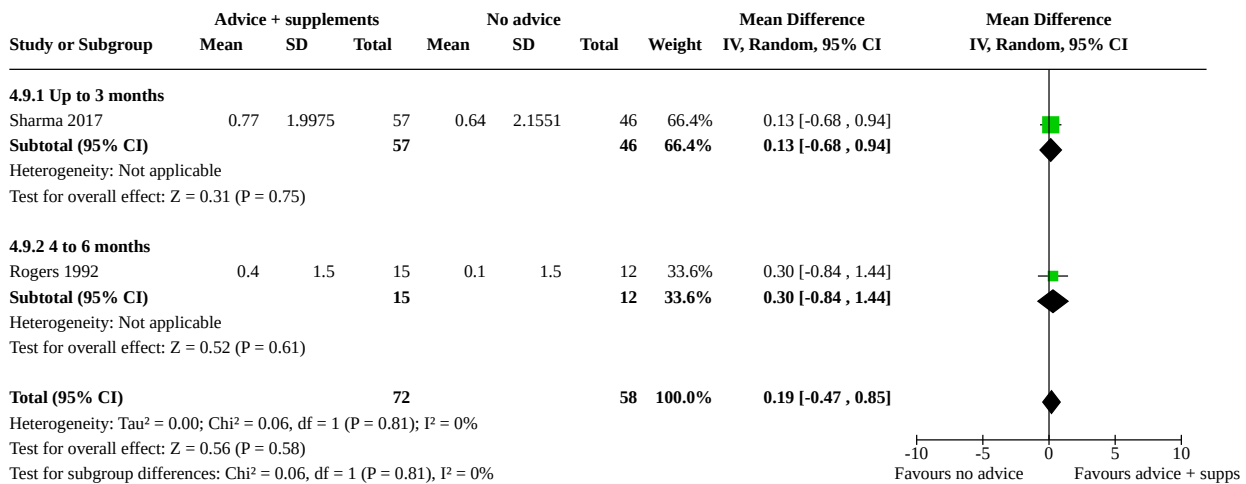 Advice + supplements No advice Mean Difference Mean Difference
Study or Subgroup Mean SD Total Mean SD Total Weight IV, Random, 95% CI IV, Random, 95% CI
4.9.1 Up to 3 months
Sharma 2017 0.77 1.9975 57 0.64 2.1551 46 66.4% 0.13 [-0.68 , 0.94]
Subtotal (95% CI) 57 46 66.4% 0.13 [-0.68 , 0.94]
Heterogeneity: Not applicable
Test for overall effect: Z = 0.31 (P = 0.75)
4.9.2 4 to 6 months
Rogers 1992 0.4 1.5 15 0.1 1.5 12 33.6% 0.30 [-0.84 , 1.44]
Subtotal (95% CI) 15 12 33.6% 0.30 [-0.84 , 1.44]
Heterogeneity: Not applicable
Test for overall effect: Z = 0.52 (P = 0.61)
Total (95% CI) 72 58 100.0% 0.19 [-0.47 , 0.85]
Heterogeneity: Tau² = 0.00; Chi² = 0.06, df = 1 (P = 0.81); I² = 0%
Test for overall effect: Z = 0.56 (P = 0.58)
-10 -5 0 5 10
Test for subgroup differences: Chi² = 0.06, df = 1 (P = 0.81), I² = 0%
Favours no advice Favours advice + supps